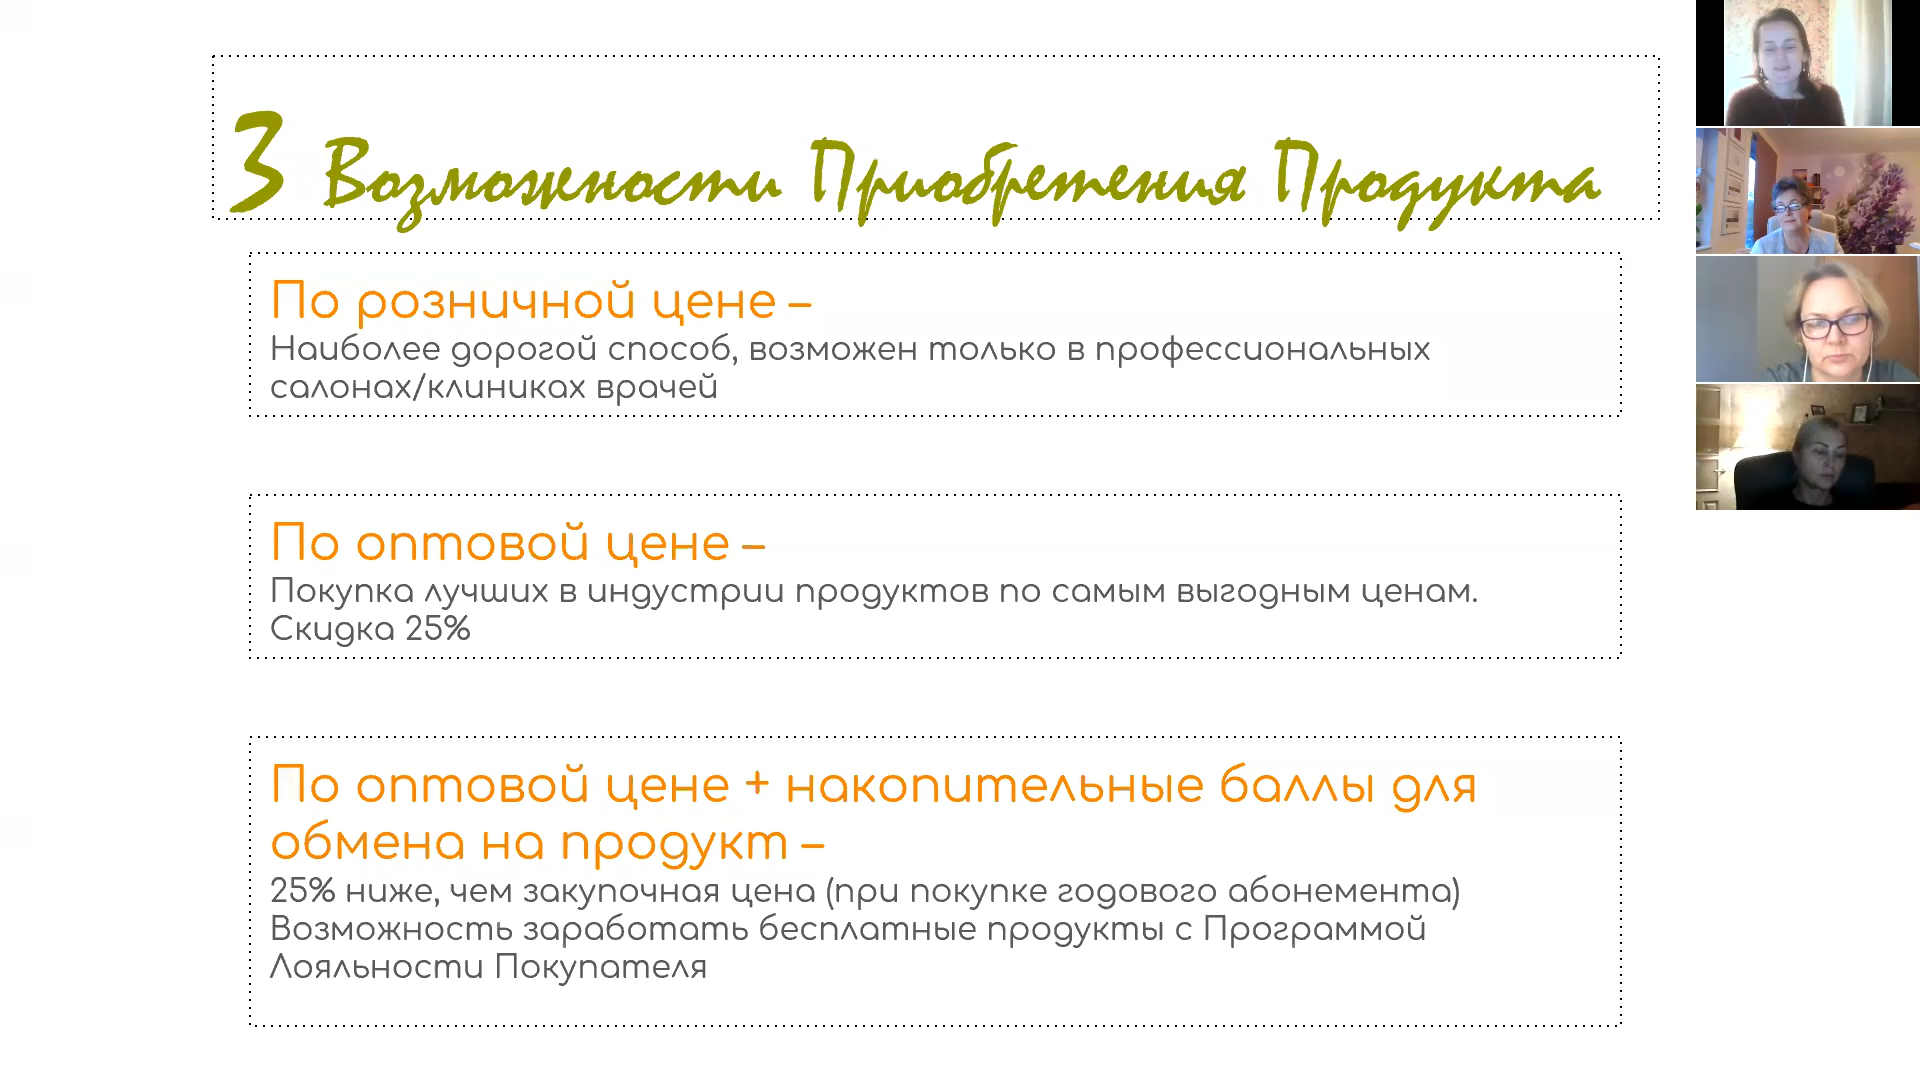 3 Возможности Приобретения Продукта
По розничной цене –
Наиболее дорогой способ, возможен только в профессиональных
салонах/клиниках врачей
По оптовой цене –
Покупка лучших в индустрии продуктов по самым выгодным ценам.
Скидка 25%
По оптовой цене + накопительные баллы для
обмена на продукт –
25% ниже, чем закупочная цена (при покупке годового абонемента)
Возможность заработать бесплатные продукты с Программой
Лояльности Покупателя